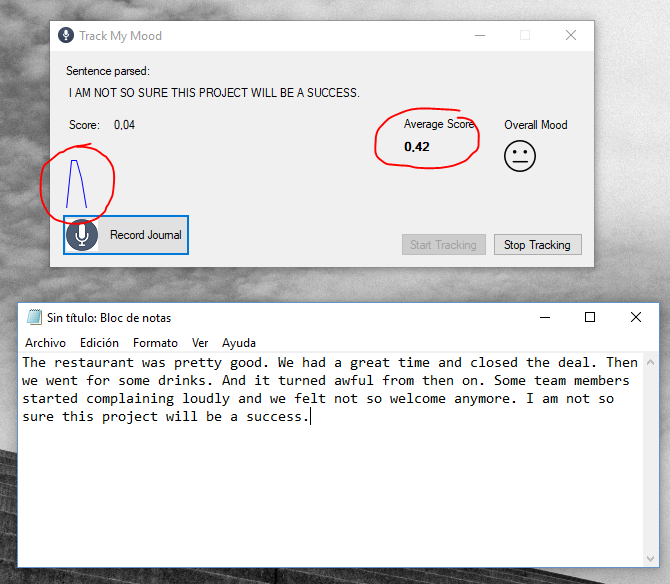 Track My Mood
Sentence parsed:
I AM NOT SO SURE THIS PROJECT WILL BE A SUCCESS.
Score: 0,04
Average Score
0,42
Overall Mood
Record Journal
Start Tracking
Stop Tracking
Sin título: Bloc de notas
Archivo Edición Formato Ver Ayuda
The restaurant was pretty good. We had a great time and closed the deal. Then
we went for some drinks. And it turned awful from then on. Some team members
started complaining loudly and we felt not so welcome anymore. I am not so
sure this project will be a success.